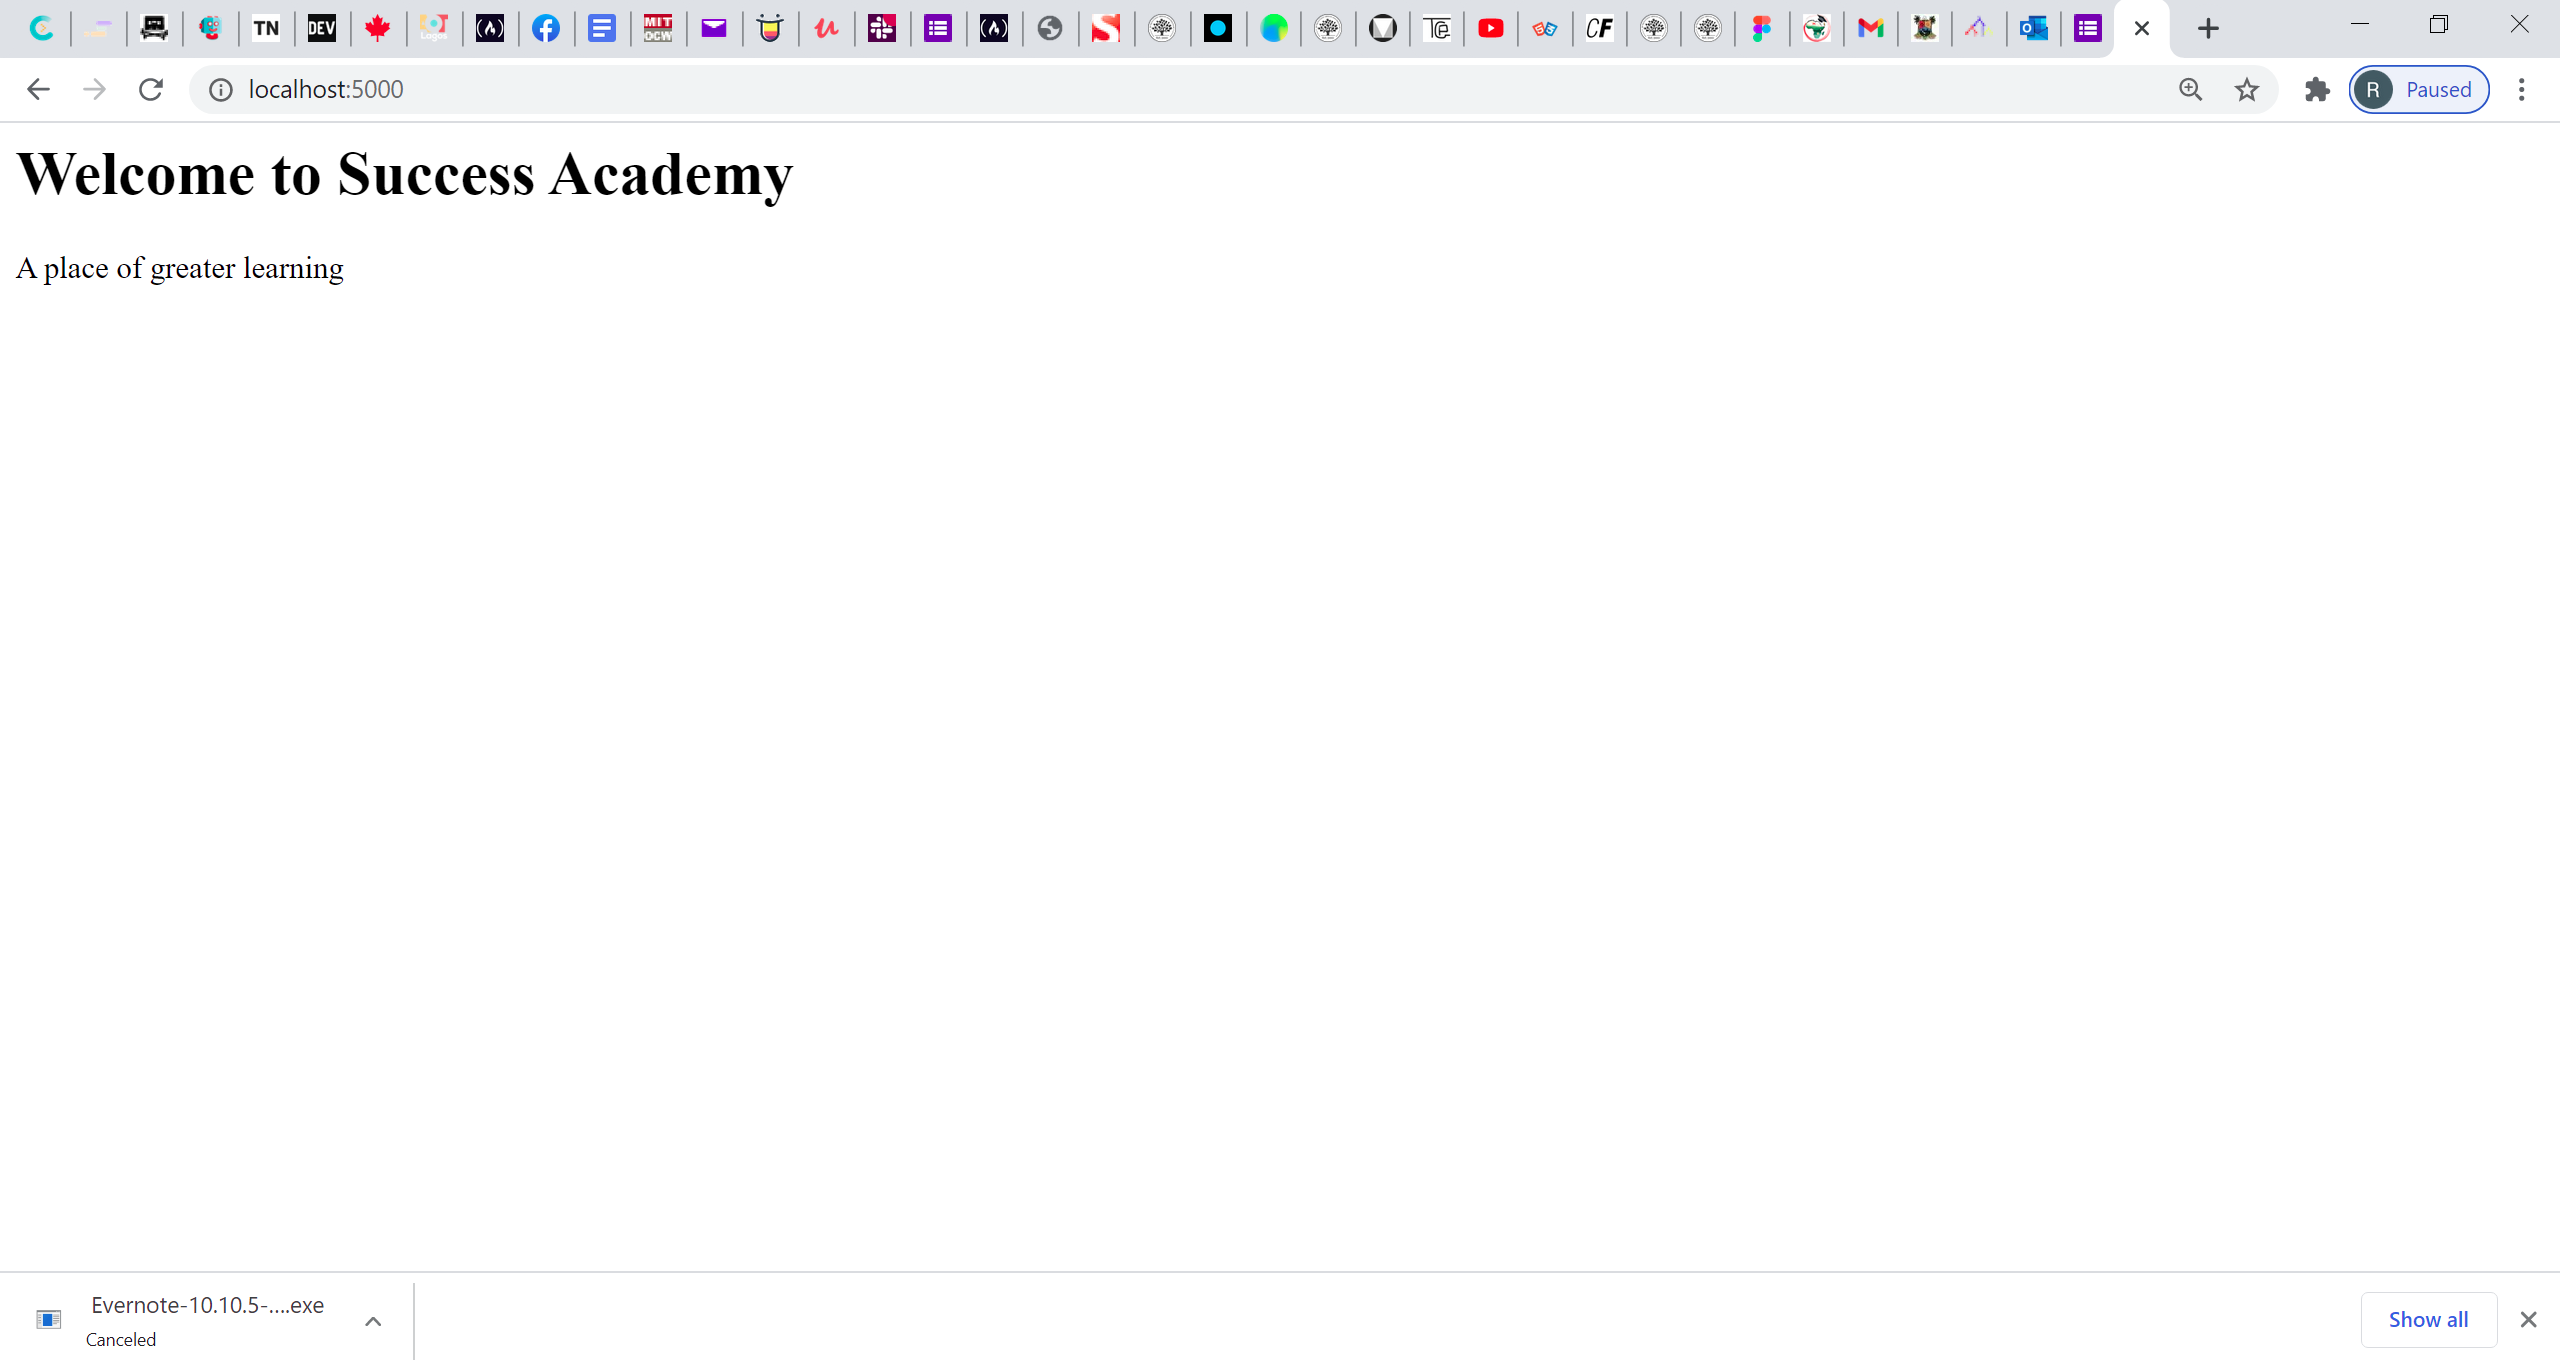 TN
DEV
Logos
MIT
OCW
CF
localhost:5000
R
Paused
Welcome to Success Academy
A place of greater learning
Evernote-10.10.5-....exe
Canceled
Show all